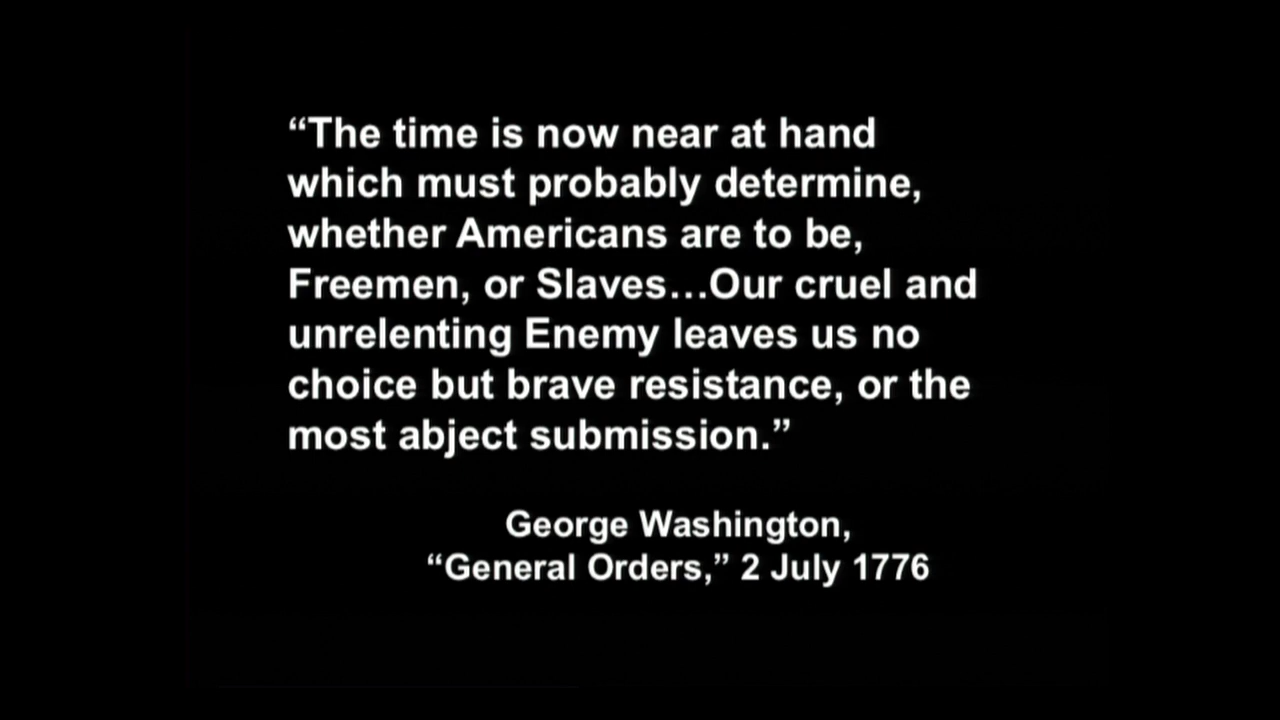 “The time is now near at hand
which must probably determine,
whether Americans are to be,
Freemen, or Slaves…Our cruel and
unrelenting Enemy leaves us no
choice but brave resistance, or the
most abject submission.”
George Washington,
“General Orders,” 2 July 1776